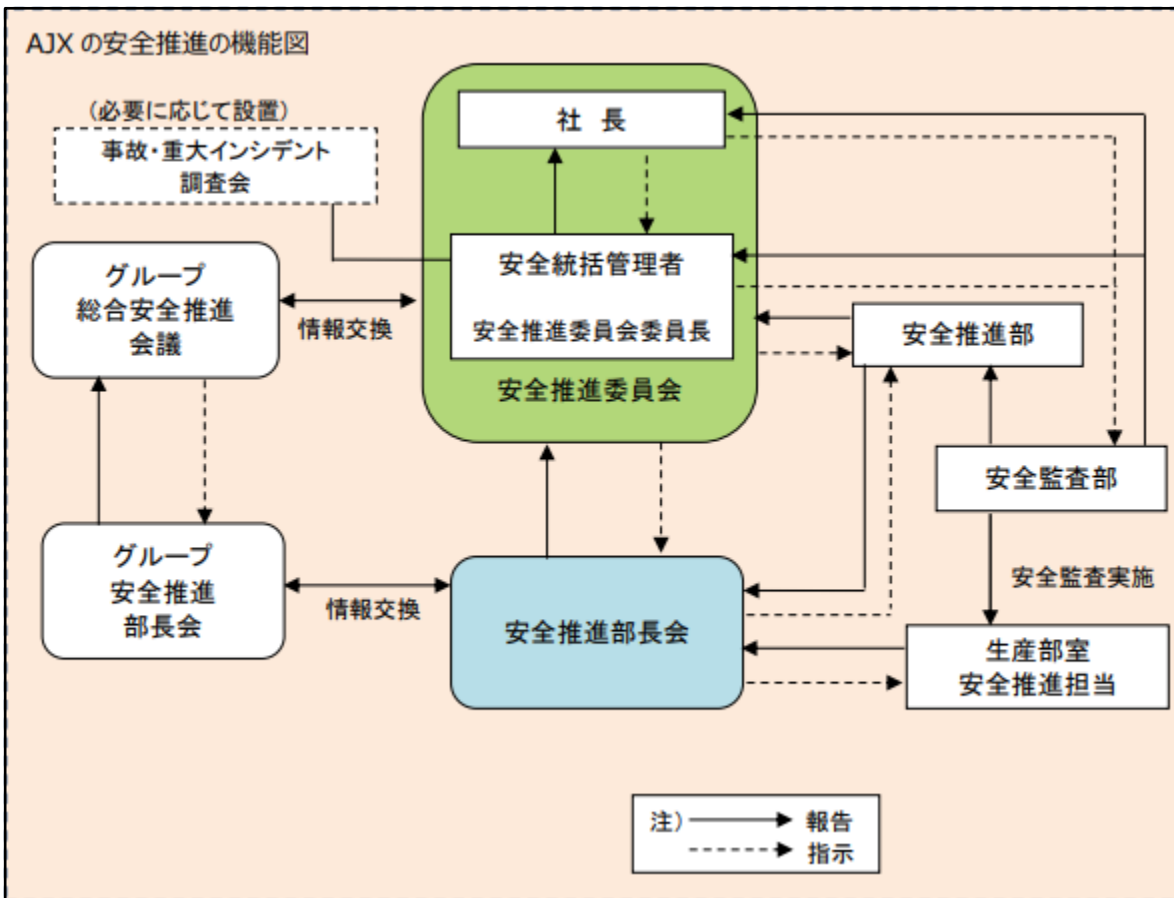 AJX の安全推進の機能図
（必要に応じて設置）
事故・重大インシデント
調査会
社 長
安全統括管理者
安全推進委員会委員長
安全推進委員会
グループ
総合安全推進
会議
情報交換
安全推進部
安全監査部
グループ
安全推進
部長会
情報交換
安全推進部長会
安全監査実施
生産部室
安全推進担当
注） 報告
指示